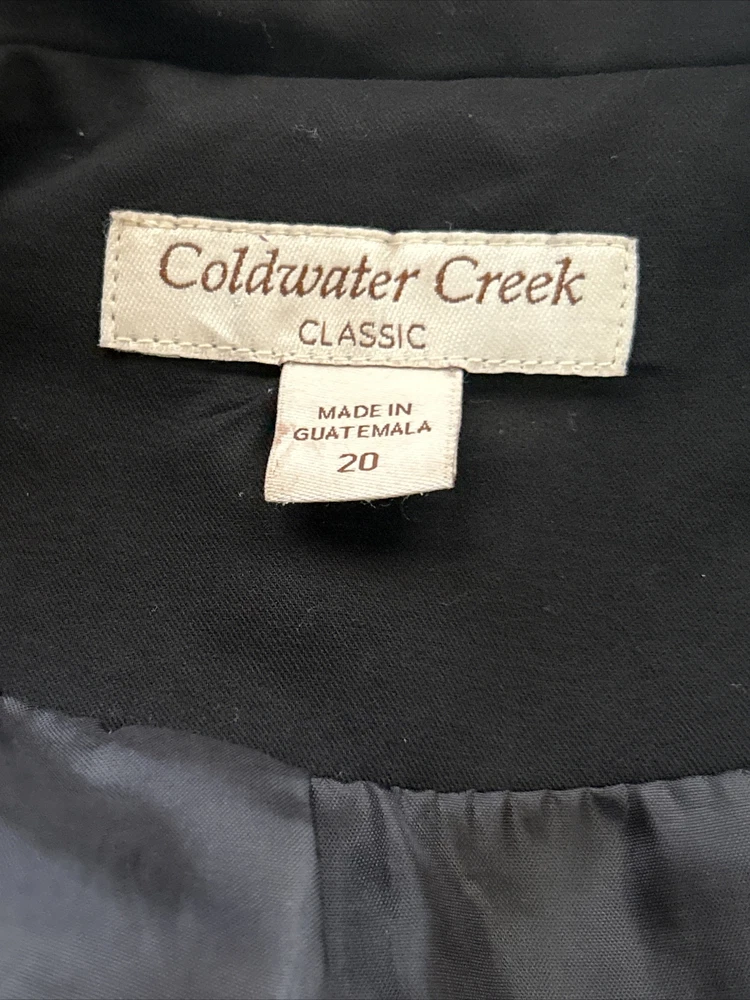 Coldwater Creek
CLASSIC
MADE IN
GUATEMALA
20